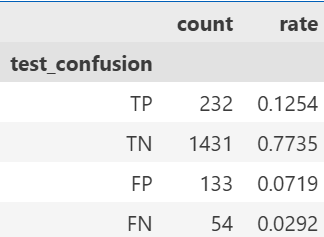 count rate
test_confusion
TP 232 0.1254
TN 1431 0.7735
FP 133 0.0719
FN 54 0.0292